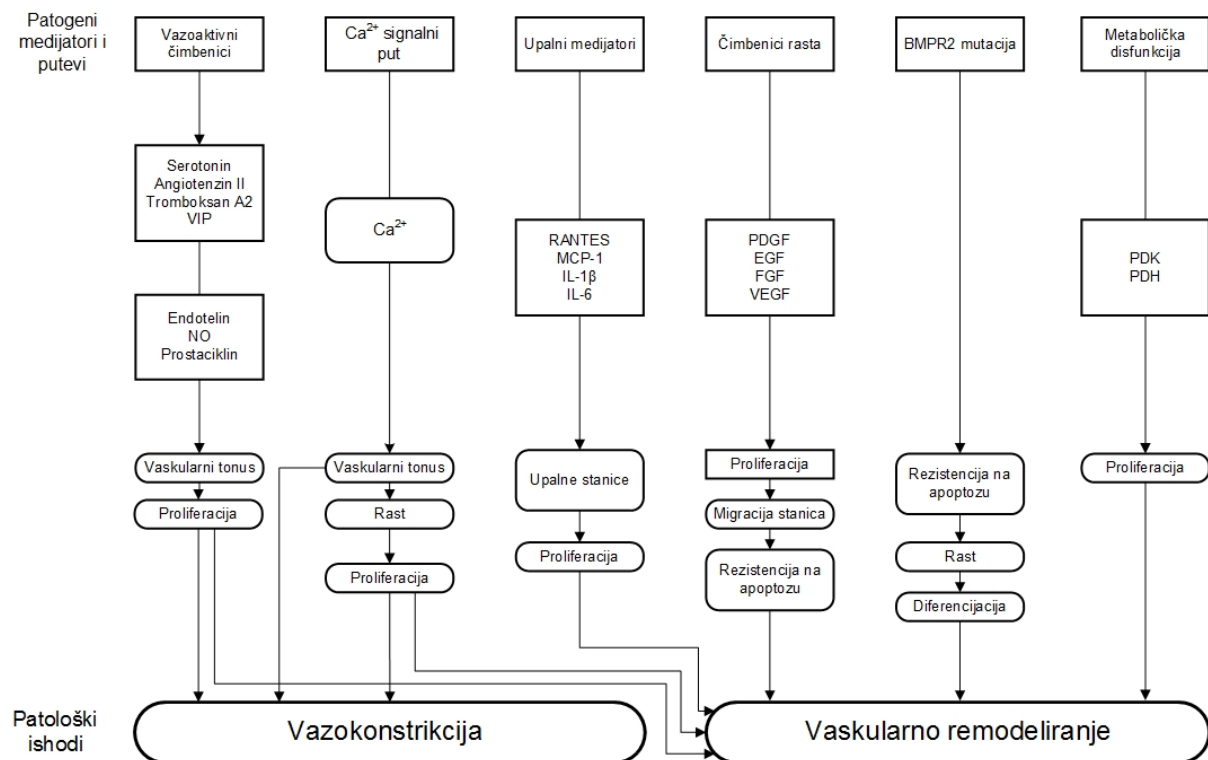 Patogeni
medijatori i
putevi
Vazoaktivni
čimbenici
Ca²⁺ signalni
put
Upalni medijatori
Čimbenici rasta
BMPR2 mutacija
Metabolička
disfunkcija
Serotonin
Angiotenzin II
Tromboksan A2
VIP
Ca²⁺
RANTES
MCP-1
IL-1β
IL-6
PDGF
EGF
FGF
VEGF
PDK
PDH
Endotelin
NO
Prostaciklin
Vaskularni tonus
Proliferacija
Vaskularni tonus
Rast
Proliferacija
Upalne stanice
Proliferacija
Proliferacija
Migracija stanica
Rezistencija na
apoptozu
Rezistencija na
apoptozu
Rast
Diferencijacija
Proliferacija
Patološki
ishodi
Vazokonstrikcija
Vaskularno remodeliranje